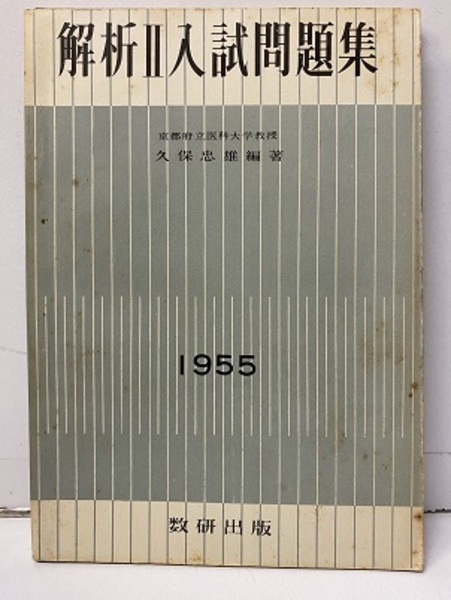 解析Ⅱ入試問題集
京都府立医科大学教授
久保忠雄編著
1955
数研出版